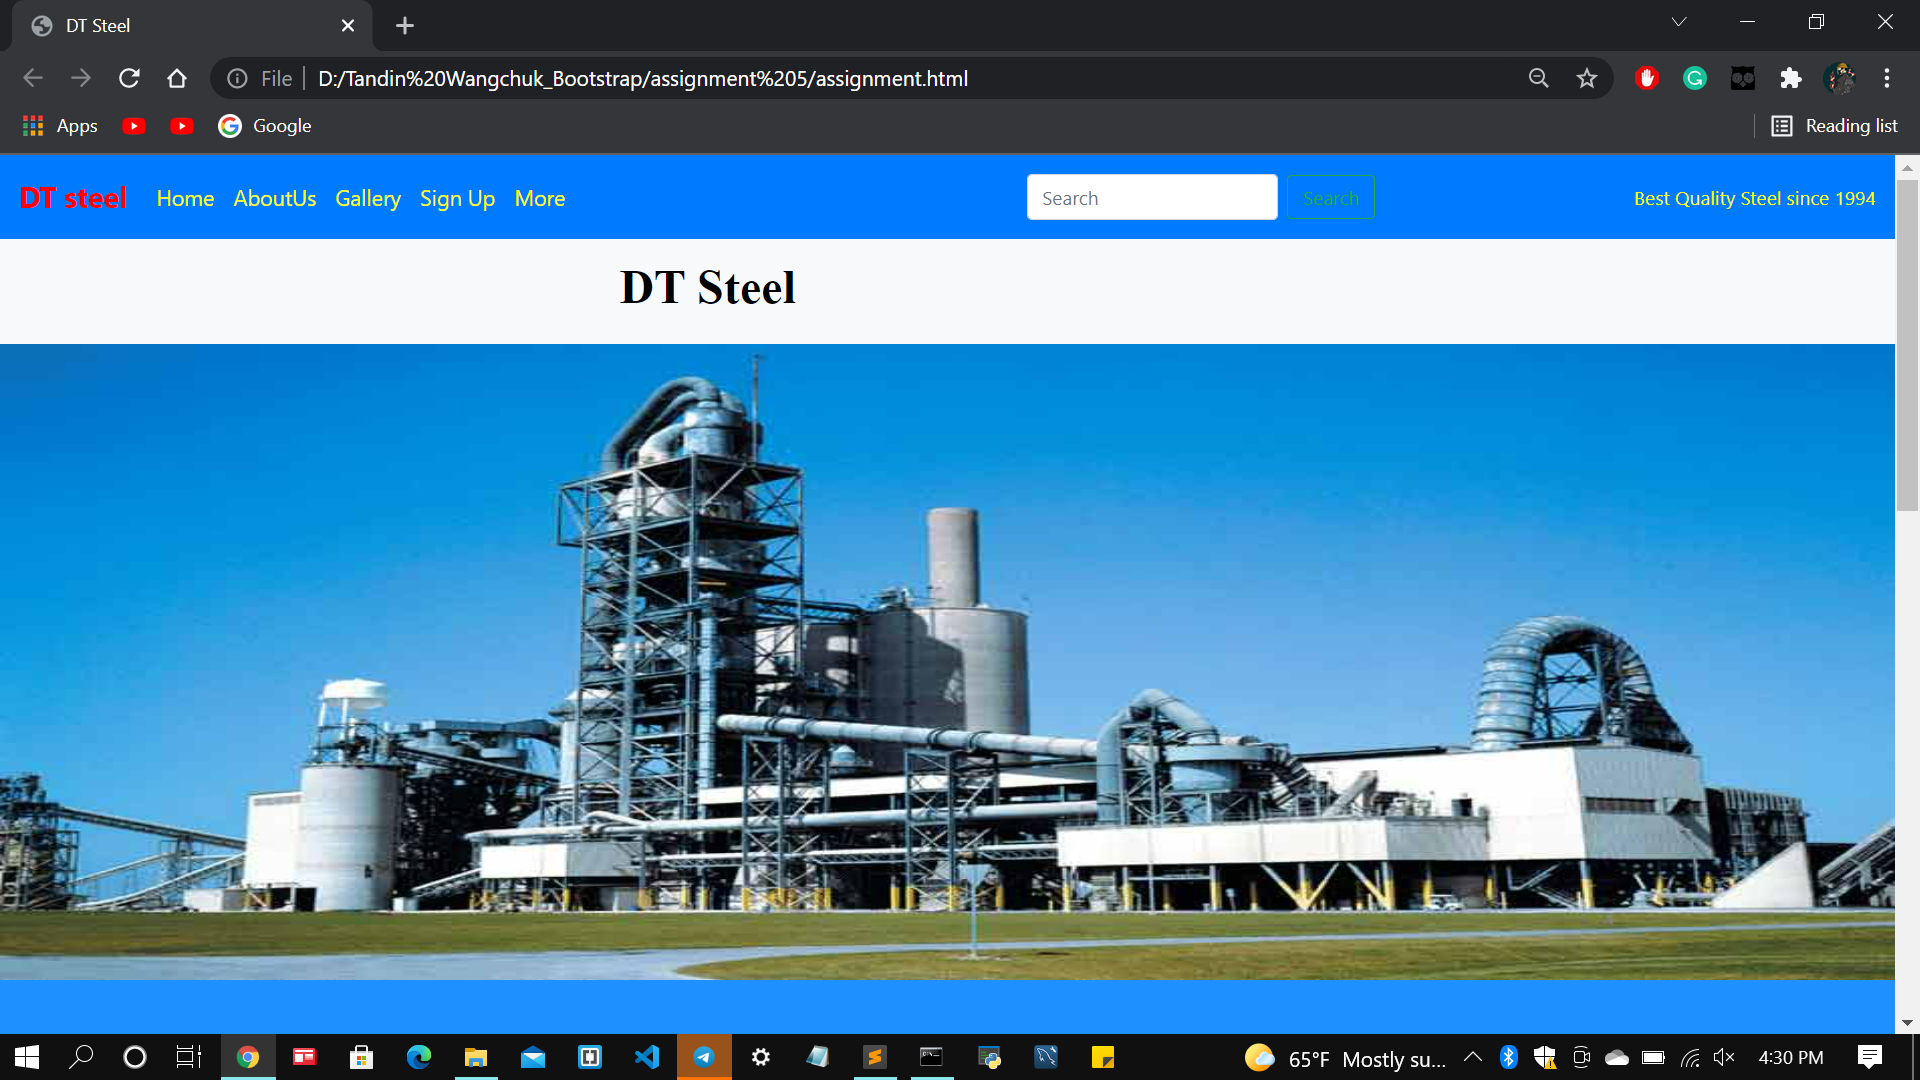 DT Steel
File D:/Tandin%20Wangchuk_Bootstrap/assignment%205/assignment.html
Apps Google Reading list
DT steel Home AboutUs Gallery Sign Up More Search Search Best Quality Steel since 1994
DT Steel
65°F Mostly su... 4:30 PM